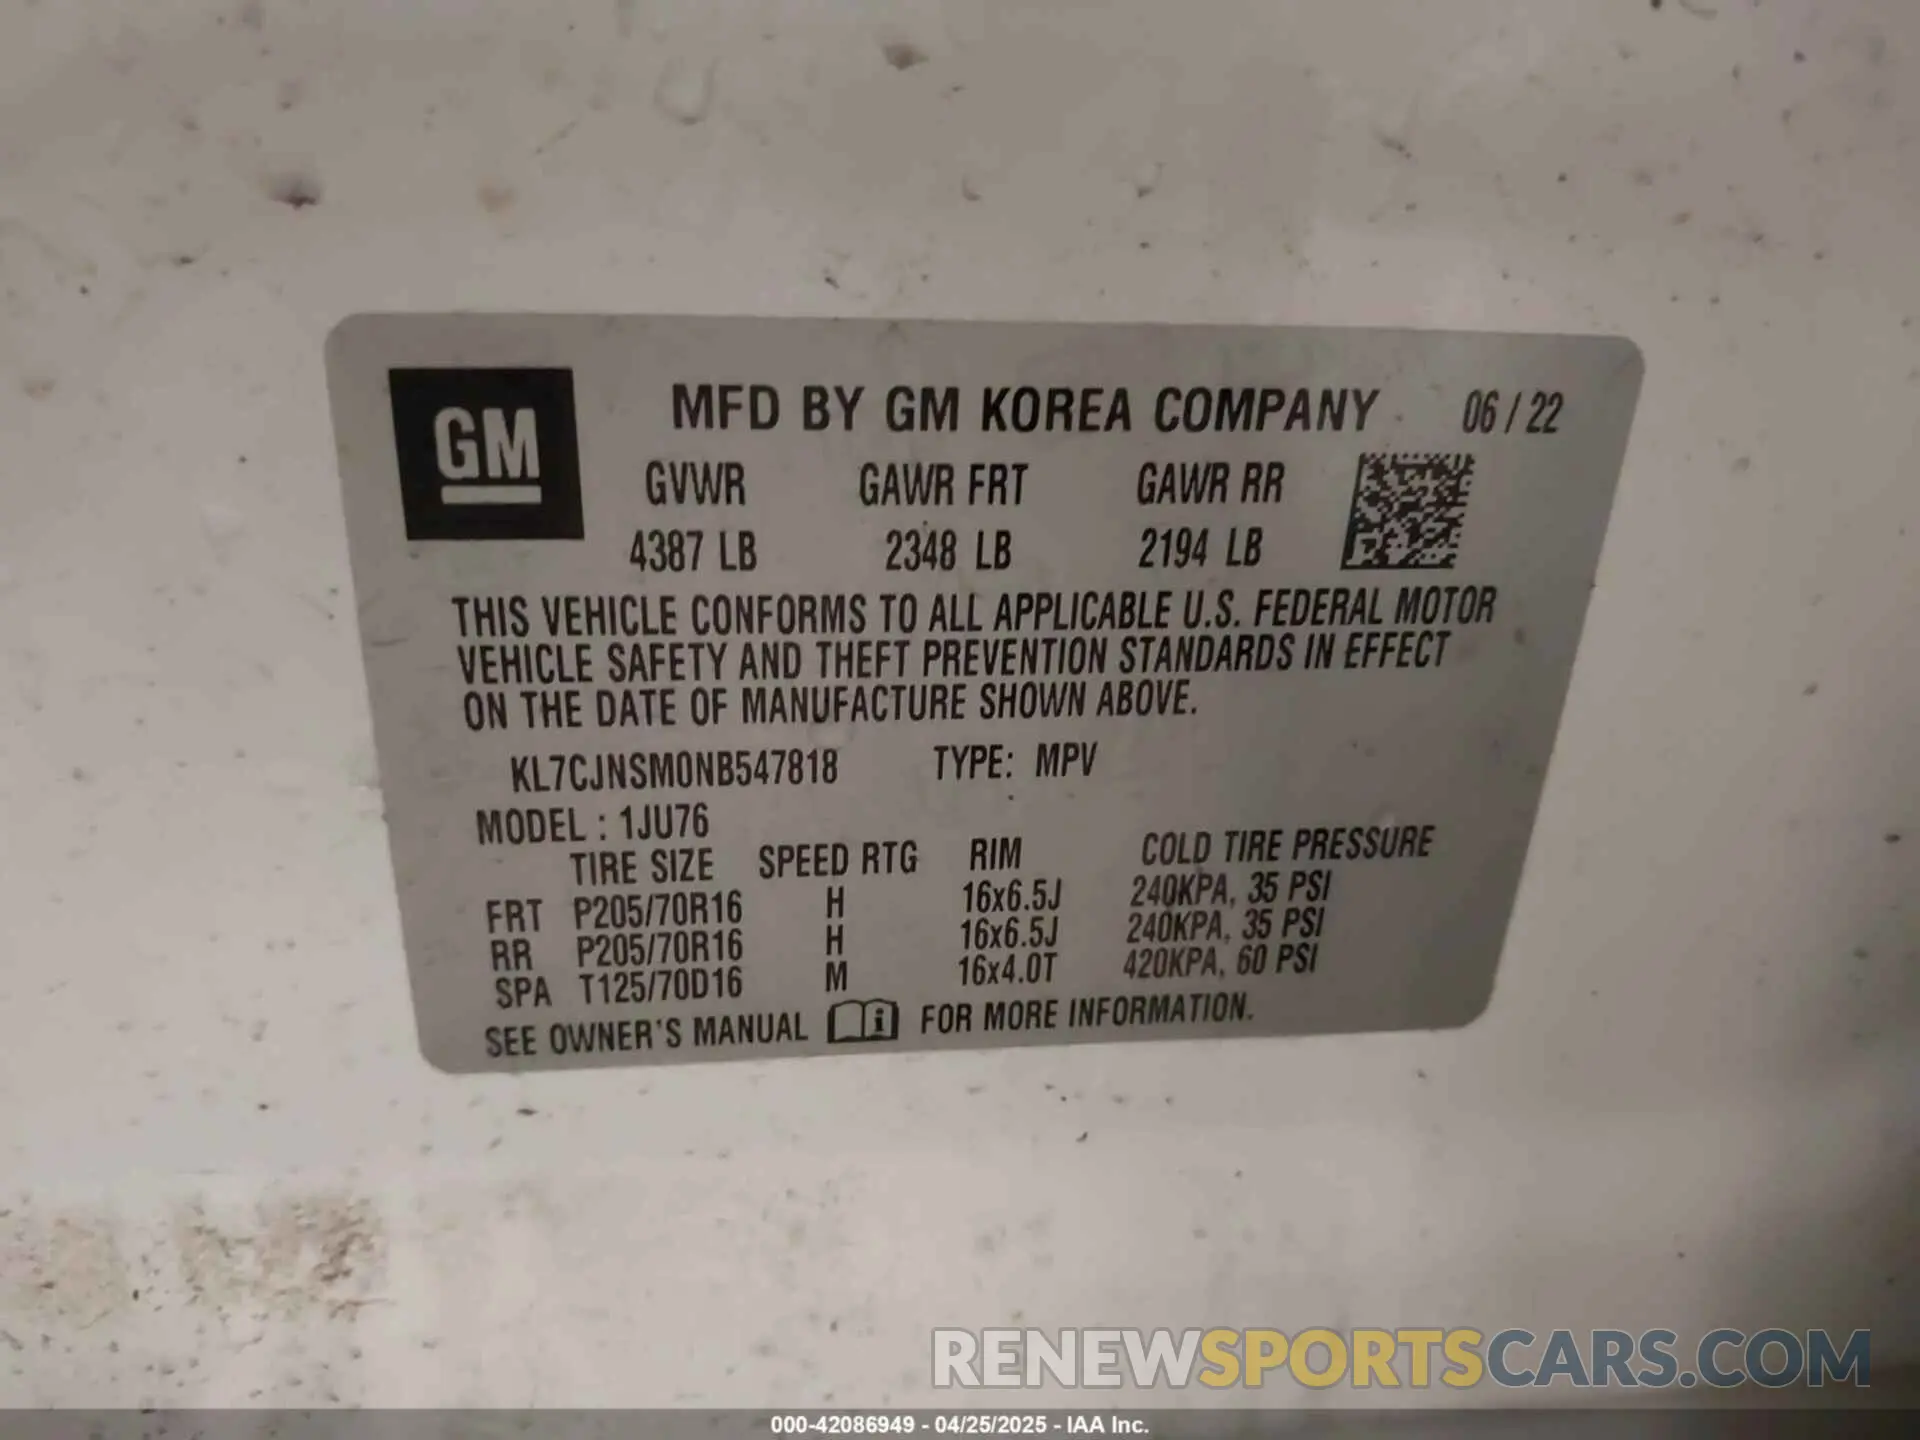 GM
MFD BY GM KOREA COMPANY 06 / 22
GVWR GAWR FRT GAWR RR
4387 LB 2348 LB 2194 LB
THIS VEHICLE CONFORMS TO ALL APPLICABLE U.S. FEDERAL MOTOR
VEHICLE SAFETY AND THEFT PREVENTION STANDARDS IN EFFECT
ON THE DATE OF MANUFACTURE SHOWN ABOVE.
KL7CJNSM0NB547818 TYPE: MPV
MODEL : 1JU76
TIRE SIZE SPEED RTG RIM COLD TIRE PRESSURE
FRT P205/70R16 H 16x6.5J 240KPA, 35 PSI
RR P205/70R16 H 16x6.5J 240KPA, 35 PSI
SPA T125/70D16 M 16x4.0T 420KPA, 60 PSI
SEE OWNER'S MANUAL i FOR MORE INFORMATION.
RENEWSPORTSCARS.COM
000-42086949 - 04/25/2025 - IAA Inc.